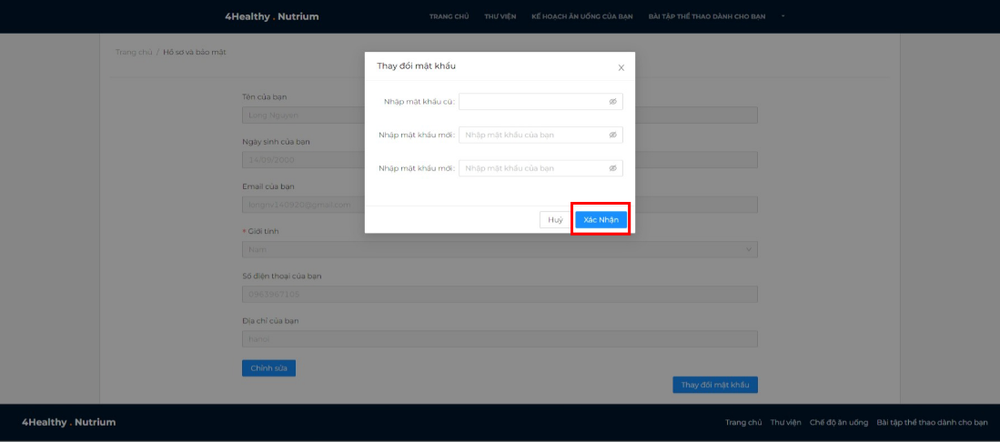 4Healthy . Nutrium
TRANG CHỦ THƯ VIỆN KẾ HOẠCH ĂN UỐNG CỦA BẠN BÀI TẬP THỂ THAO DÀNH CHO BẠN
Trang chủ / Hồ sơ và bảo mật
Thay đổi mật khẩu
Nhập mật khẩu cũ:
Nhập mật khẩu mới: Nhập mật khẩu của bạn
Nhập mật khẩu mới: Nhập mật khẩu của bạn
Huỷ Xác Nhận
Tên của bạn
Long Nguyen
Ngày sinh của bạn
14/09/2000
Email của bạn
* Giới tính
Nam
Số điện thoại của bạn
0963967105
Địa chỉ của bạn
hanoi
Chỉnh sửa
Thay đổi mật khẩu
4Healthy . Nutrium
Trang chủ Thư viện Chế độ ăn uống Bài tập thể thao dành cho bạn